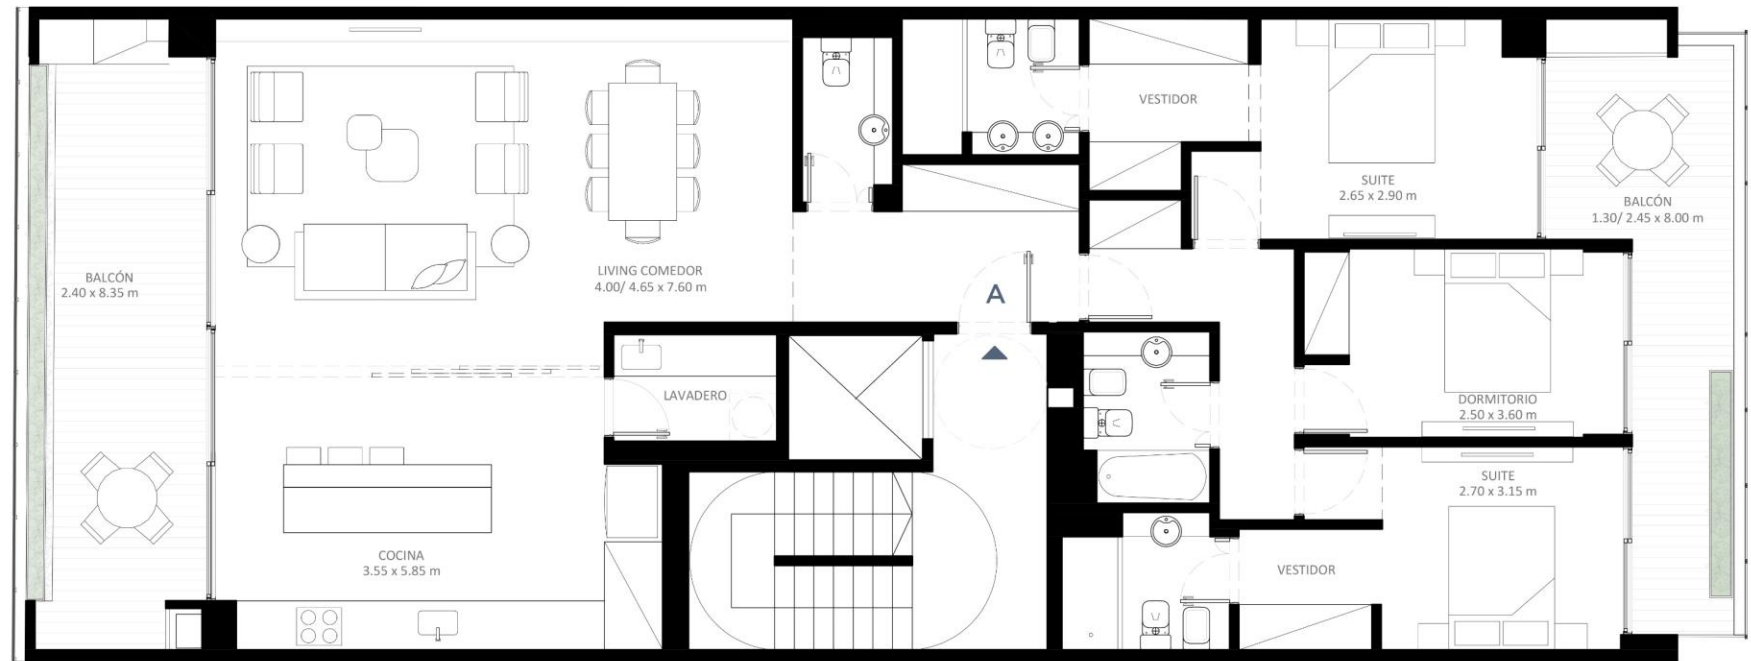 VESTIDOR
SUITE
2.65 x 2.90 m
BALCÓN
1.30/ 2.45 x 8.00 m
BALCÓN
2.40 x 8.35 m
LIVING COMEDOR
4.00/ 4.65 x 7.60 m
A
LAVADERO
DORMITORIO
2.50 x 3.60 m
SUITE
2.70 x 3.15 m
COCINA
3.55 x 5.85 m
VESTIDOR